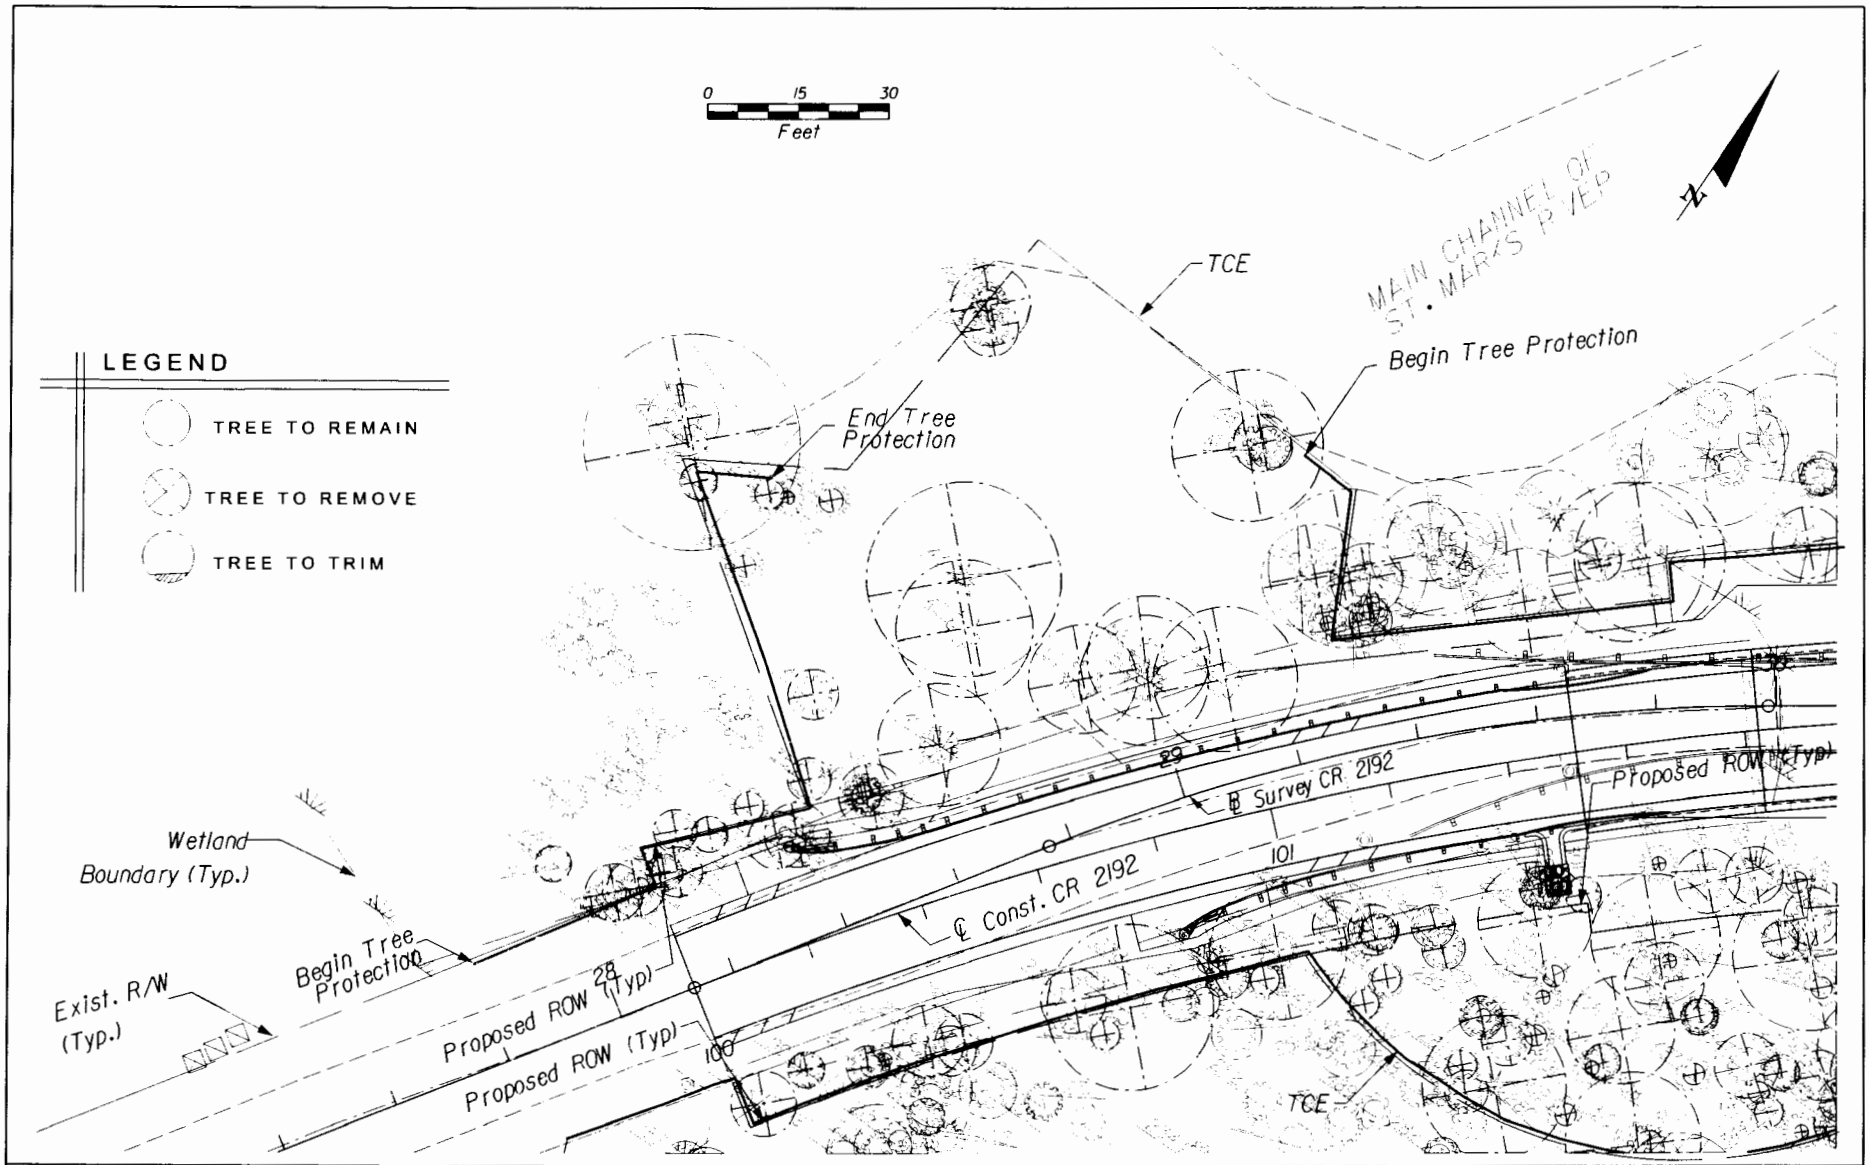 0 15 30
Feet
MAIN CHANNEL OF
ST. MARKS RIVER
N
TCE
Begin Tree Protection
LEGEND
TREE TO REMAIN
TREE TO REMOVE
TREE TO TRIM
End Tree
Protection
29
℄ Survey CR 2192
Proposed ROW (Typ)
101
℄ Const. CR 2192
Wetland
Boundary (Typ.)
Begin Tree
Protection
Exist. R/W
(Typ.)
28
Proposed ROW (Typ)
100
Proposed ROW (Typ)
TCE